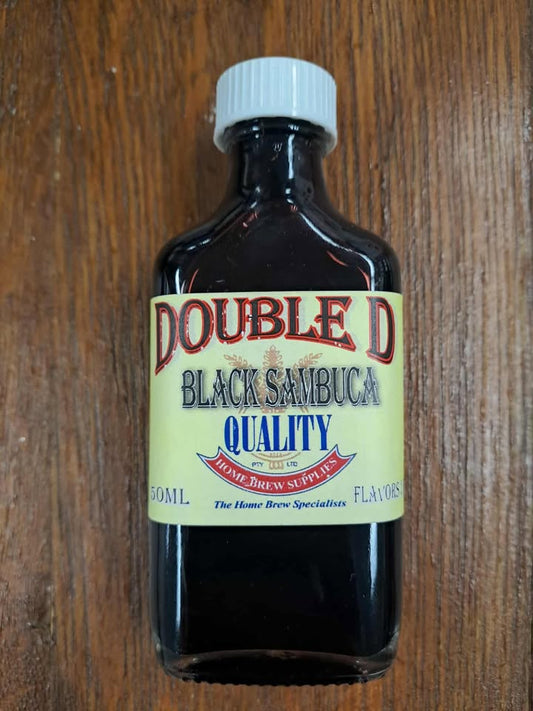 DOUBLE D
BLACK SAMBUCA
QUALITY
PTY LTD
HOME BREW SUPPLIES
50ML FLAVORS
The Home Brew Specialists